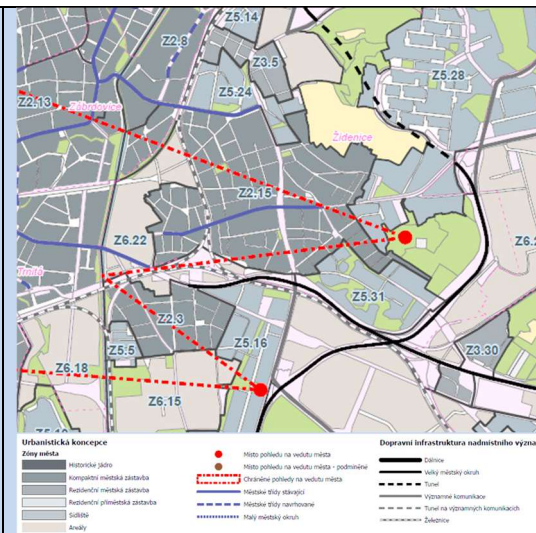 Z5.14
Z2.8
Z3.5
Z5.28
Z5.24
Z2.13
Zábrdovice
Židenice
Z2.15
Z6.22
Z6.2
Trnitá
Z5.31
Z2.3
Z5.5
Z5.16
Z3.30
Z6.18
Z6.15
Urbanistická koncepce
Zóny města
Historické jádro
Kompaktní městská zástavba
Rezidenční městská zástavba
Rezidenční příměstská zástavba
Sídliště
Areály
Místo pohledu na vedutu města
Místo pohledu na vedutu města - podmíněné
Chráněné pohledy na vedutu města
Městské třídy stávající
Městské třídy navrhované
Malý městský okruh
Dopravní infrastruktura nadmístního význa
Dálnice
Velký městský okruh
Tunel
Významné komunikace
Tunel na významných komunikacích
Železnice